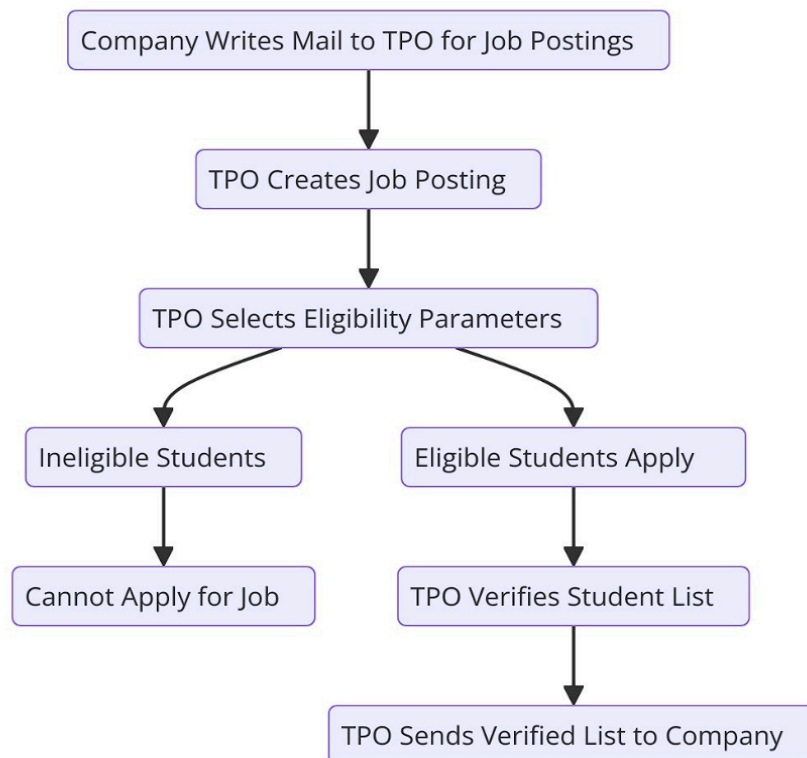 Company Writes Mail to TPO for Job Postings
TPO Creates Job Posting
TPO Selects Eligibility Parameters
Ineligible Students
Eligible Students Apply
Cannot Apply for Job
TPO Verifies Student List
TPO Sends Verified List to Company